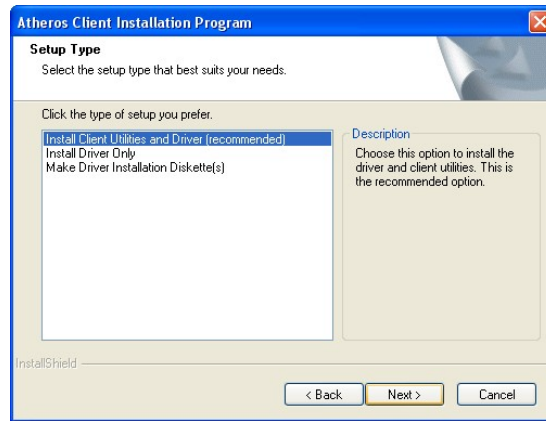 Atheros Client Installation Program
Setup Type
Select the setup type that best suits your needs.
Click the type of setup you prefer.
Install Client Utilities and Driver (recommended)
Install Driver Only
Make Driver Installation Diskette(s)
Description
Choose this option to install the
driver and client utilities. This is
the recommended option.
InstallShield
< Back
Next >
Cancel